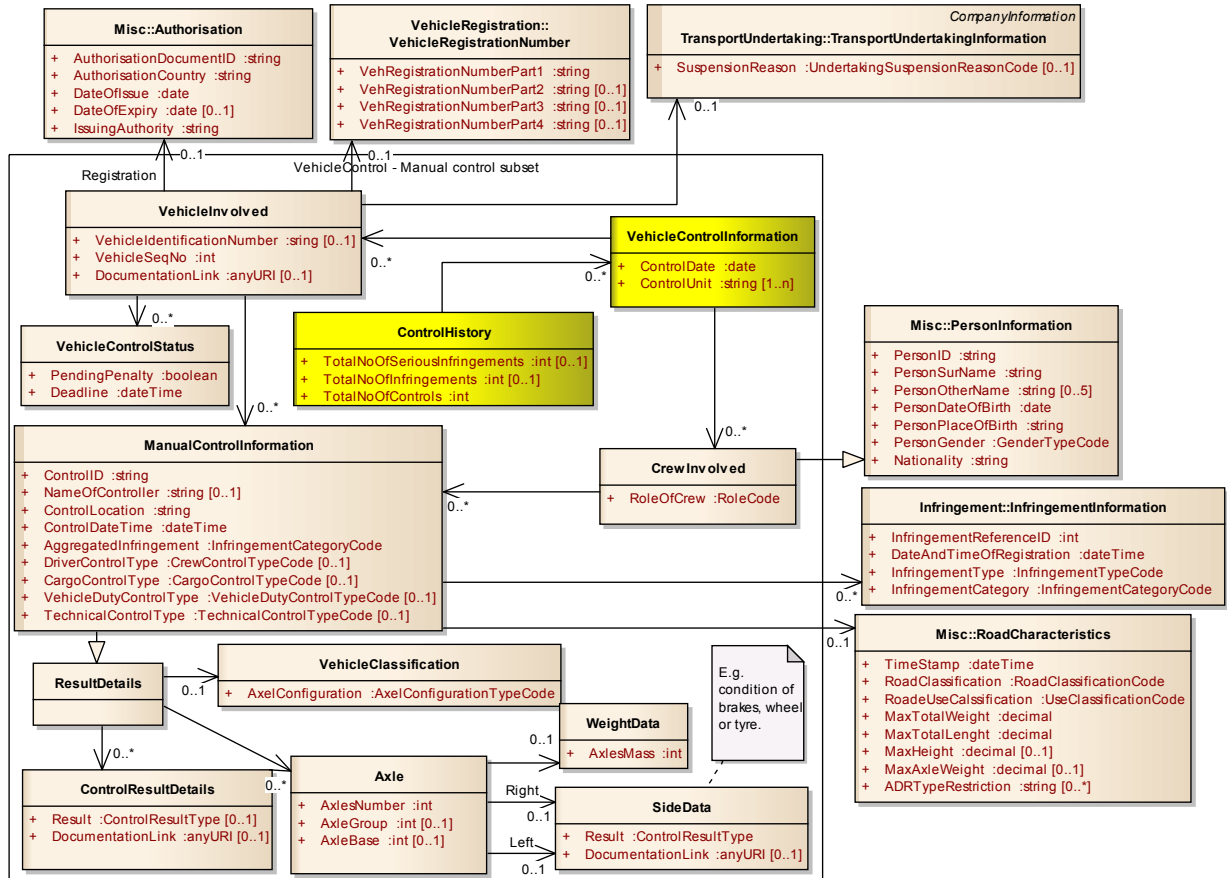 Misc::Authorisation
+ AuthorisationDocumentID :string
+ AuthorisationCountry :string
+ DateOfIssue :date
+ DateOfExpiry :date [0..1]
+ IssuingAuthority :string
VehicleRegistration::
VehicleRegistrationNumber
+ VehRegistrationNumberPart1 :string
+ VehRegistrationNumberPart2 :string [0..1]
+ VehRegistrationNumberPart3 :string [0..1]
+ VehRegistrationNumberPart4 :string [0..1]
CompanyInformation
TransportUndertaking::TransportUndertakingInformation
+ SuspensionReason :UndertakingSuspensionReasonCode [0..1]
0..1
0..1
0..1
VehicleControl - Manual control subset
Registration
VehicleInvolved
+ VehicleIdentificationNumber :sring [0..1]
+ VehicleSeqNo :int
+ DocumentationLink :anyURI [0..1]
0..*
VehicleControlInformation
+ ControlDate :date
+ ControlUnit :string [1..n]
0..*
0..*
VehicleControlStatus
+ PendingPenalty :boolean
+ Deadline :dateTime
ControlHistory
+ TotalNoOfSeriousInfringements :int [0..1]
+ TotalNoOfInfringements :int [0..1]
+ TotalNoOfControls :int
Misc::PersonInformation
+ PersonID :string
+ PersonSurName :string
+ PersonOtherName :string [0..5]
+ PersonDateOfBirth :date
+ PersonPlaceOfBirth :string
+ PersonGender :GenderTypeCode
+ Nationality :string
0..*
0..*
ManualControlInformation
+ ControlID :string
+ NameOfController :string [0..1]
+ ControlLocation :string
+ ControlDateTime :dateTime
+ AggregatedInfringement :InfringementCategoryCode
+ DriverControlType :CrewControlTypeCode [0..1]
+ CargoControlType :CargoControlTypeCode [0..1]
+ VehicleDutyControlType :VehicleDutyControlTypeCode [0..1]
+ TechnicalControlType :TechnicalControlTypeCode [0..1]
CrewInvolved
+ RoleOfCrew :RoleCode
0..*
Infringement::InfringementInformation
+ InfringementReferenceID :int
+ DateAndTimeOfRegistration :dateTime
+ InfringementType :InfringementTypeCode
+ InfringementCategory :InfringementCategoryCode
0..*
0..1
Misc::RoadCharacteristics
+ TimeStamp :dateTime
+ RoadClassification :RoadClassificationCode
+ RoadeUseCalssification :UseClassificationCode
+ MaxTotalWeight :decimal
+ MaxTotalLenght :decimal
+ MaxHeight :decimal [0..1]
+ MaxAxleWeight :decimal [0..1]
+ ADRTypeRestriction :string [0..*]
ResultDetails
0..1
VehicleClassification
+ AxelConfiguration :AxelConfigurationTypeCode
E.g.
condition of
brakes, wheel
or tyre.
WeightData
+ AxlesMass :int
0..1
0..*
0..*
ControlResultDetails
+ Result :ControlResultType [0..1]
+ DocumentationLink :anyURI [0..1]
Axle
+ AxlesNumber :int
+ AxleGroup :int [0..1]
+ AxleBase :int [0..1]
Right
0..1
Left
0..1
SideData
+ Result :ControlResultType
+ DocumentationLink :anyURI [0..1]